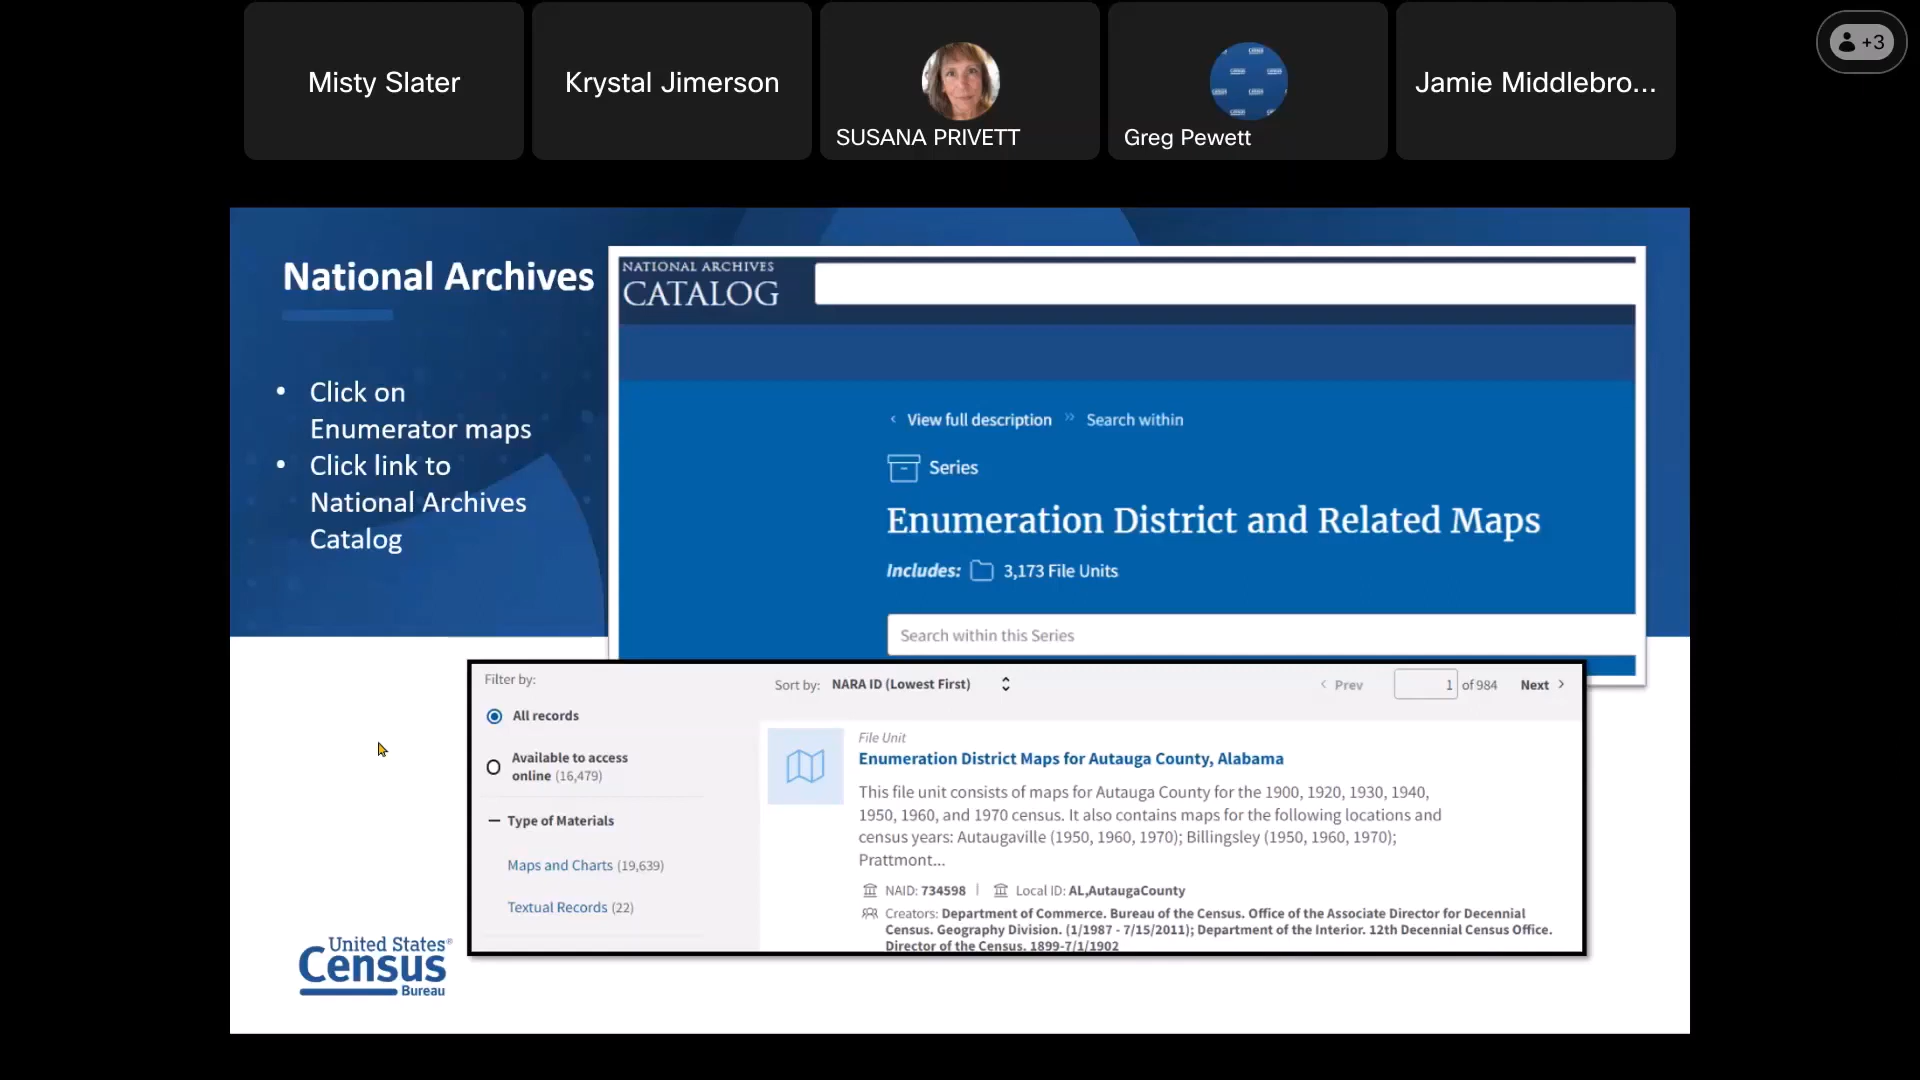 Misty Slater
Krystal Jimerson
SUSANA PRIVETT
Greg Pewett
Jamie Middlebro...
+3
National Archives
• Click on
Enumerator maps
• Click link to
National Archives
Catalog
NATIONAL ARCHIVES
CATALOG
View full description
Search within
Series
Enumeration District and Related Maps
Includes: 3,173 File Units
Search within this Series
Filter by:
All records
Available to access
online (16,479)
Type of Materials
Maps and Charts (19,639)
Textual Records (22)
Sort by: NARA ID (Lowest First)
Prev 1 of 984 Next
File Unit
Enumeration District Maps for Autauga County, Alabama
This file unit consists of maps for Autauga County for the 1900, 1920, 1930, 1940,
1950, 1960, and 1970 census. It also contains maps for the following locations and
census years: Autaugaville (1950, 1960, 1970); Billingsley (1950, 1960, 1970);
Prattmont...
NAID: 734598 | Local ID: AL,AutaugaCounty
Creators: Department of Commerce. Bureau of the Census. Office of the Associate Director for Decennial
Census. Geography Division. (1/1987 - 7/15/2011); Department of the Interior. 12th Decennial Census Office.
Director of the Census. 1899-7/1/1902
United States®
Census
Bureau